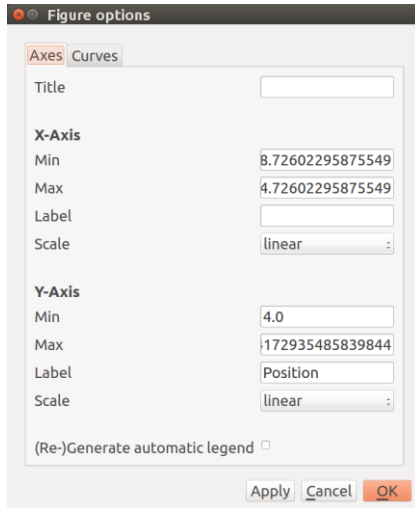 Figure options
Axes Curves
Title
X-Axis
Min 8.72602295875549
Max 4.72602295875549
Label
Scale linear
Y-Axis
Min 4.0
Max 4172935485839844
Label Position
Scale linear
(Re-)Generate automatic legend
Apply Cancel OK